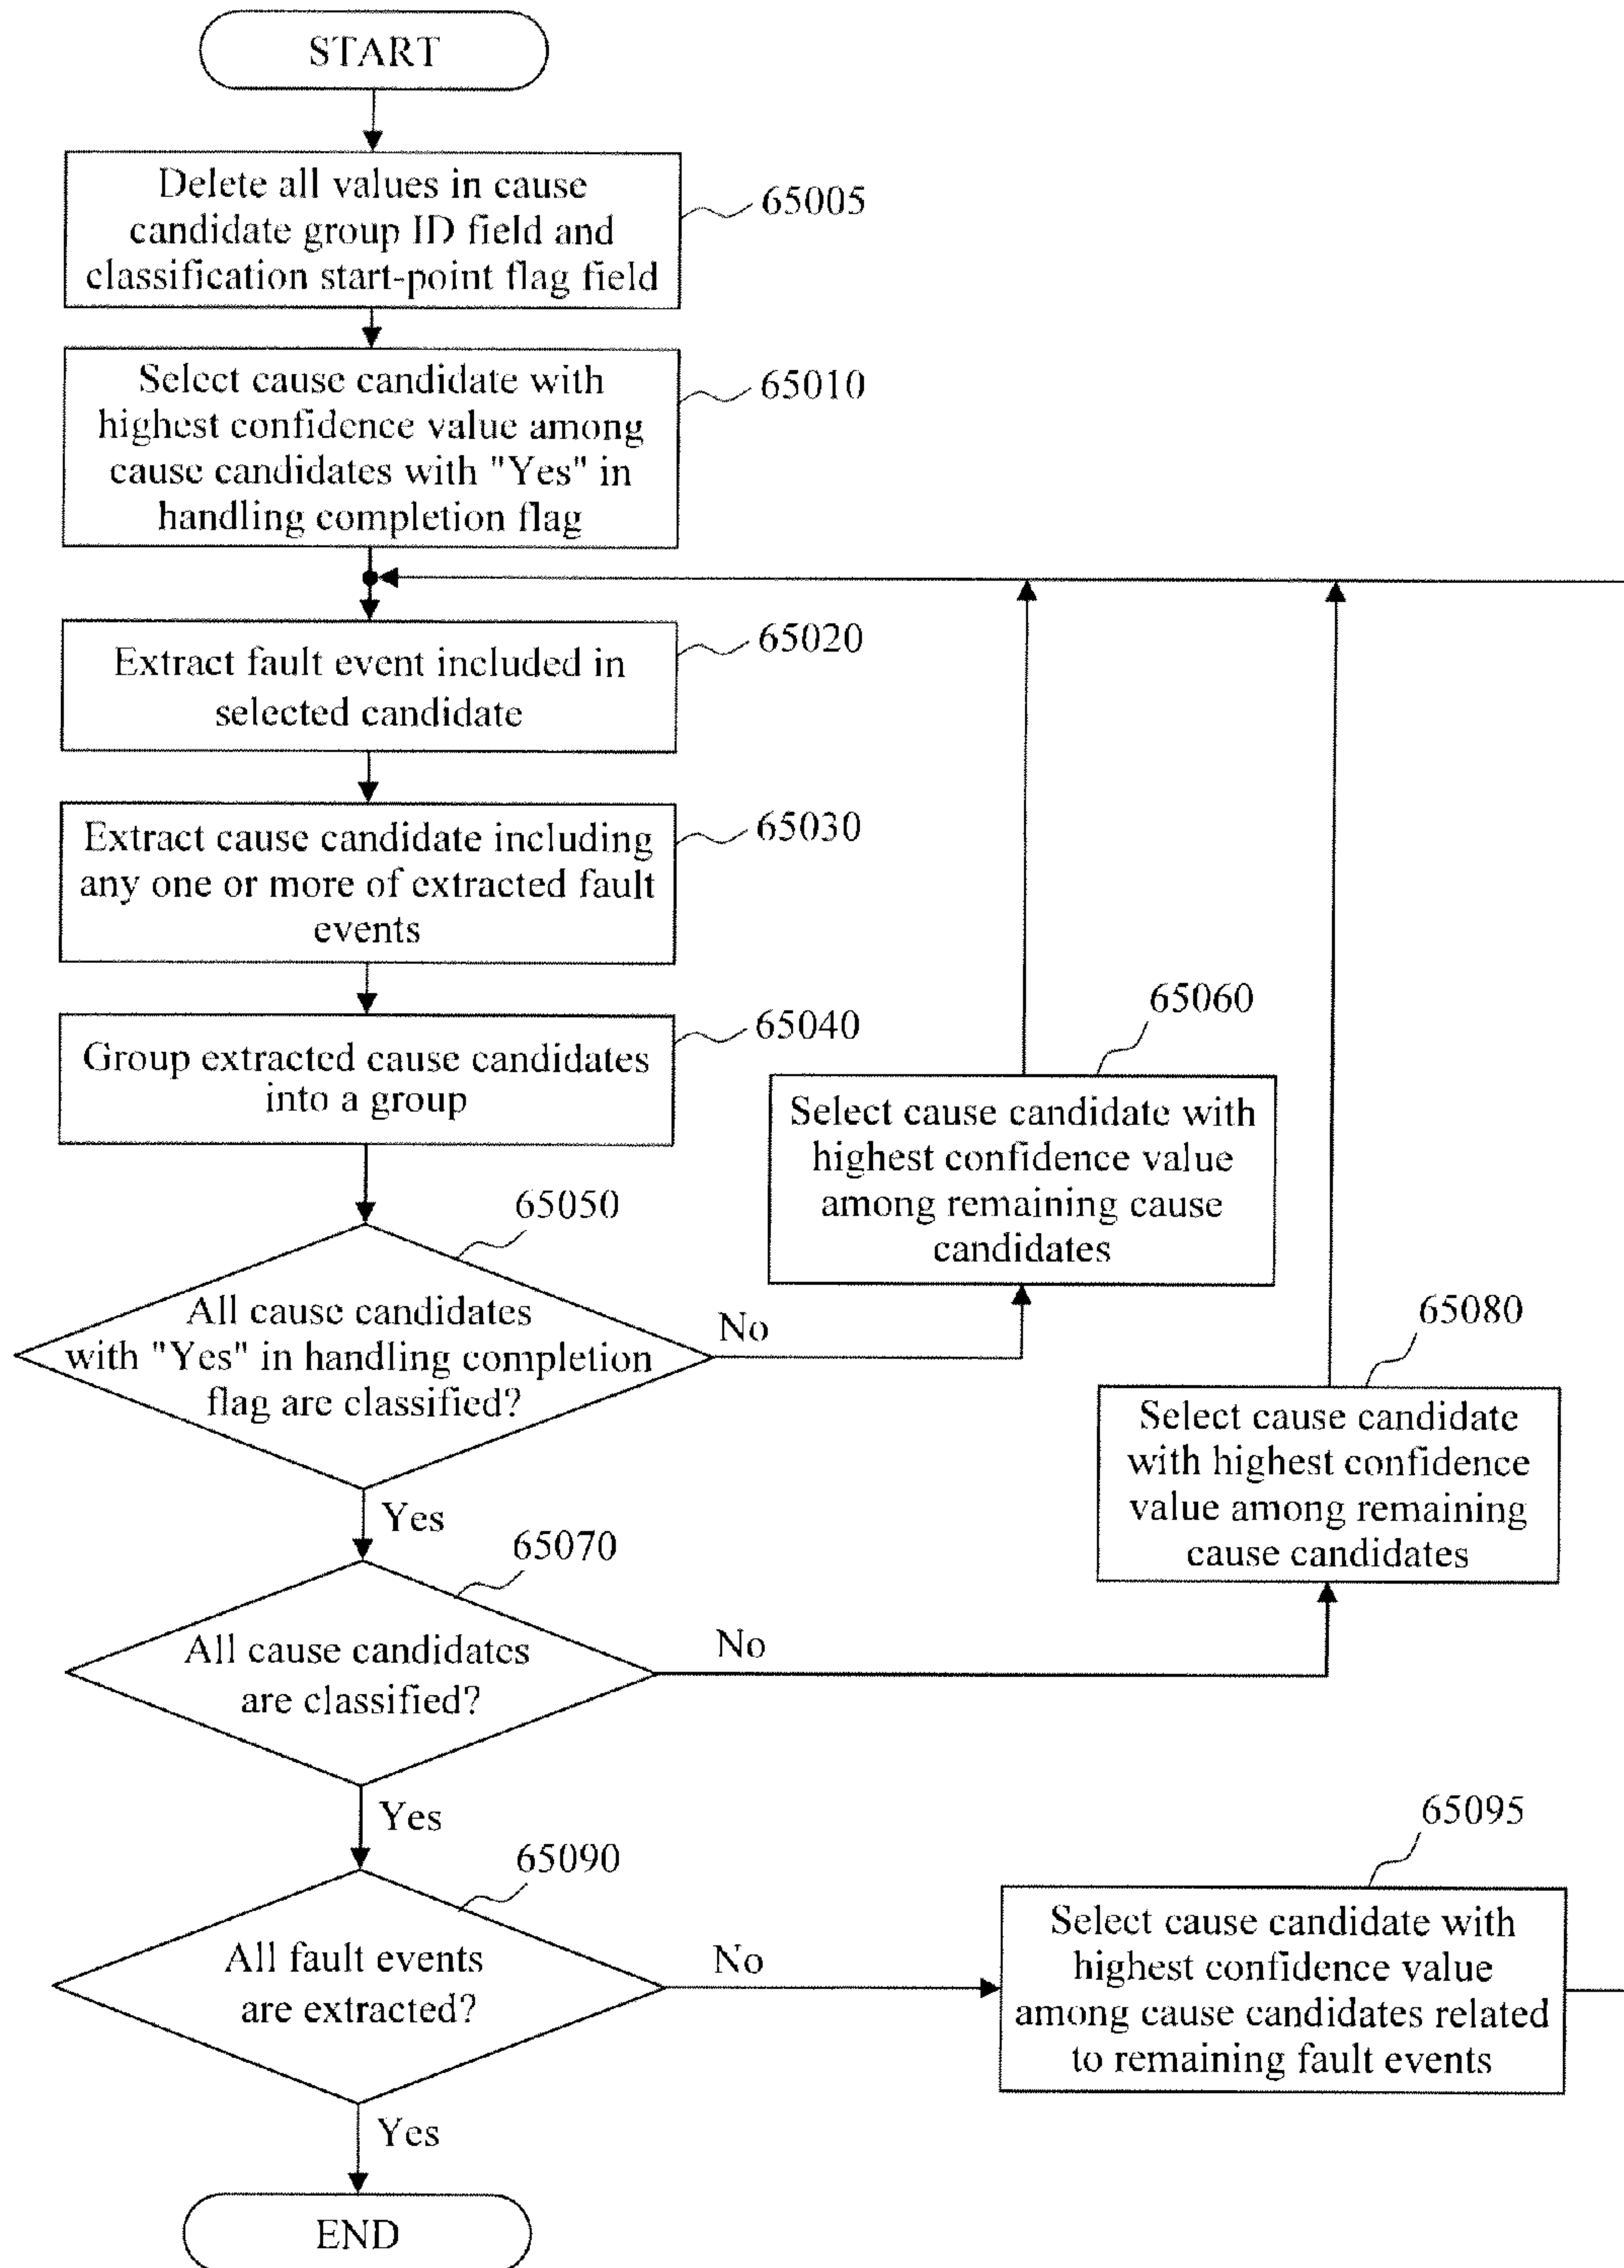 START
Delete all values in cause
candidate group ID field and
classification start-point flag field
65005
Select cause candidate with
highest confidence value among
cause candidates with "Yes" in
handling completion flag
65010
Extract fault event included in
selected candidate
65020
Extract cause candidate including
any one or more of extracted fault
events
65030
Group extracted cause candidates
into a group
65040
All cause candidates
with "Yes" in handling completion
flag are classified?
65050
No
Select cause candidate with
highest confidence value
among remaining cause
candidates
65060
Yes
All cause candidates
are classified?
65070
No
Select cause candidate
with highest confidence
value among remaining
cause candidates
65080
Yes
All fault events
are extracted?
65090
No
Select cause candidate with
highest confidence value
among cause candidates related
to remaining fault events
65095
Yes
END